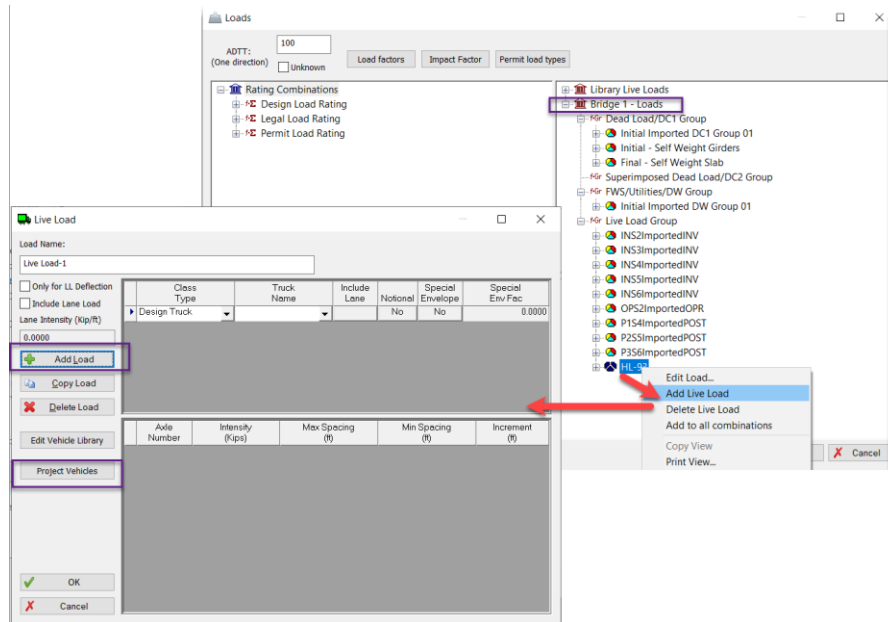 Loads
ADTT:
(One direction)
100
Unknown
Load factors
Impact Factor
Permit load types
Rating Combinations
Design Load Rating
Legal Load Rating
Permit Load Rating
Library Live Loads
Bridge 1 - Loads
Dead Load/DC1 Group
Initial Imported DC1 Group 01
Initial - Self Weight Girders
Final - Self Weight Slab
Superimposed Dead Load/DC2 Group
FWS/Utilities/DW Group
Initial Imported DW Group 01
Live Load Group
INS2ImportedINV
INS3ImportedINV
INS4ImportedINV
INS5ImportedINV
INS6ImportedINV
OPS2ImportedOPR
P1S4ImportedPOST
P2S5ImportedPOST
P3S6ImportedPOST
HL-93
Edit Load...
Add Live Load
Delete Live Load
Add to all combinations
Copy View
Print View...
Cancel
Live Load
Load Name:
Live Load-1
Only for LL Deflection
Include Lane Load
Lane Intensity (Kip/ft)
0.0000
Add Load
Copy Load
Delete Load
Edit Vehicle Library
Project Vehicles
OK
Cancel
Class Type
Truck Name
Include Lane
Notional
Special Envelope
Special Env Fac
Design Truck
No
No
0.0000
Axle Number
Intensity (Kips)
Max Spacing (ft)
Min Spacing (ft)
Increment (ft)